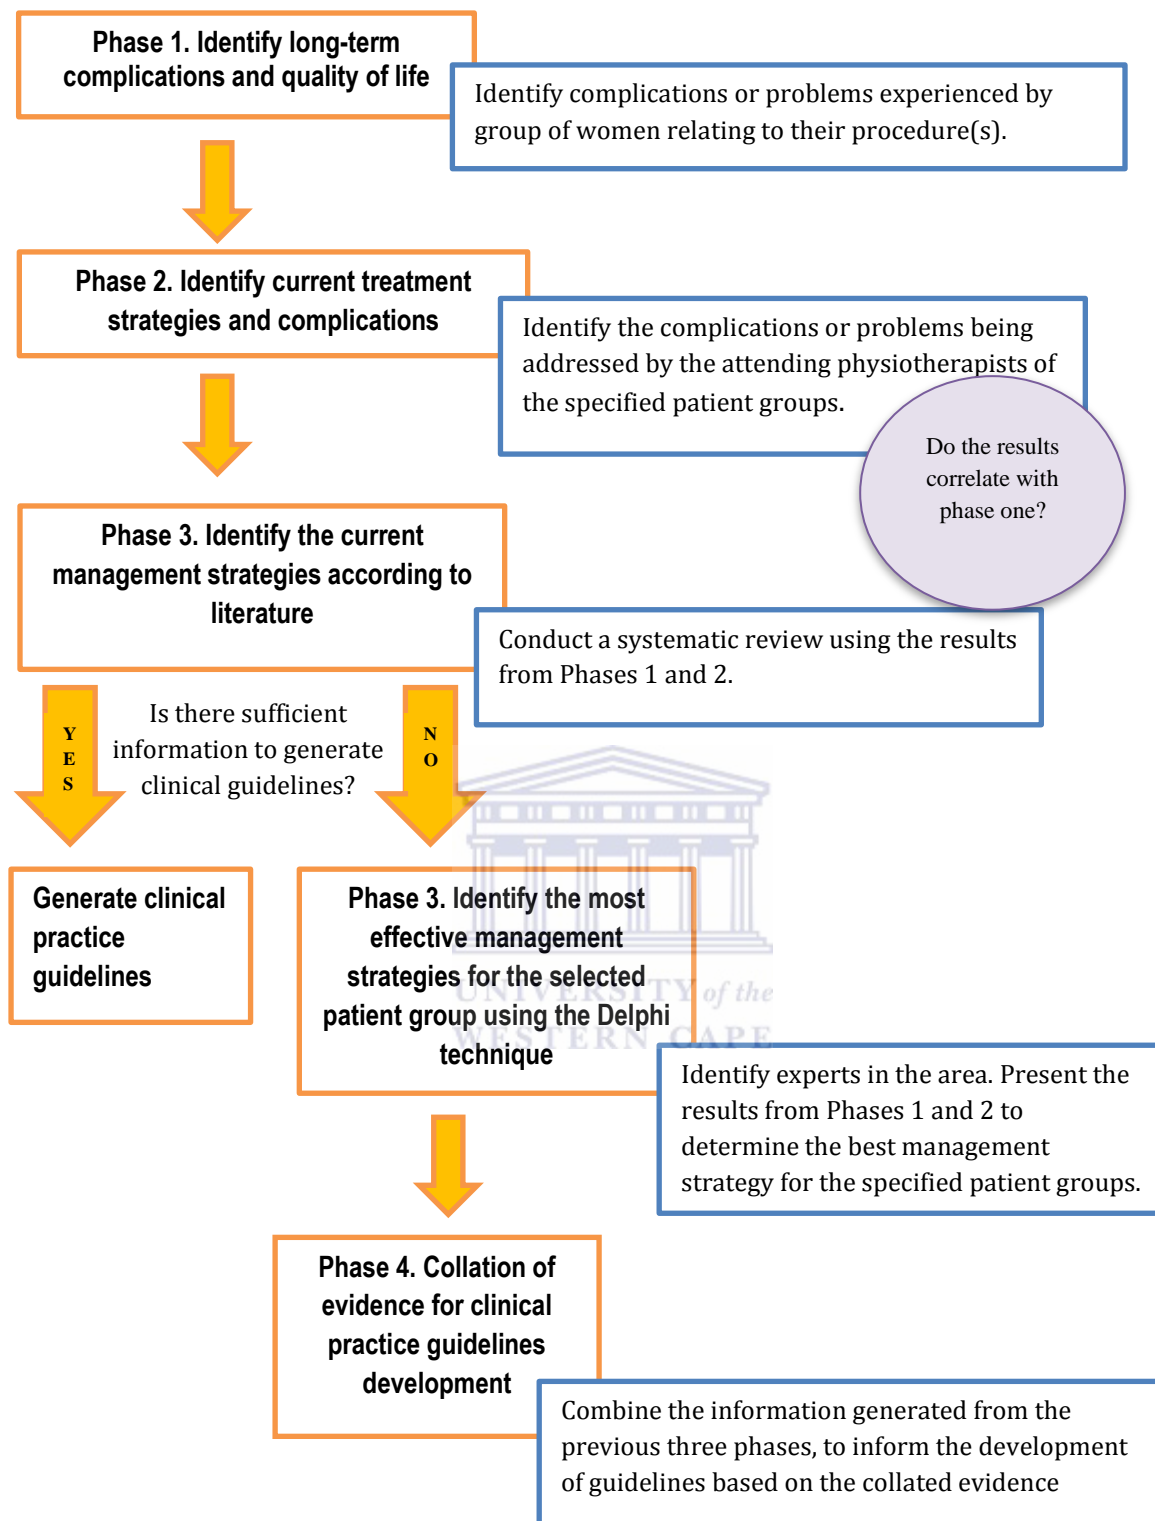 Phase 1. Identify long-term
complications and quality of life
Identify complications or problems experienced by
group of women relating to their procedure(s).
Phase 2. Identify current treatment
strategies and complications
Identify the complications or problems being
addressed by the attending physiotherapists of
the specified patient groups.
Do the results
correlate with
phase one?
Phase 3. Identify the current
management strategies according to
literature
Conduct a systematic review using the results
from Phases 1 and 2.
Y
E
S
Is there sufficient
information to generate
clinical guidelines?
N
O
Generate clinical
practice
guidelines
Phase 3. Identify the most
effective management
strategies for the selected
patient group using the Delphi
technique
UNIVERSITY of the
WESTERN CAPE
Identify experts in the area. Present the
results from Phases 1 and 2 to
determine the best management
strategy for the specified patient groups.
Phase 4. Collation of
evidence for clinical
practice guidelines
development
Combine the information generated from the
previous three phases, to inform the development
of guidelines based on the collated evidence